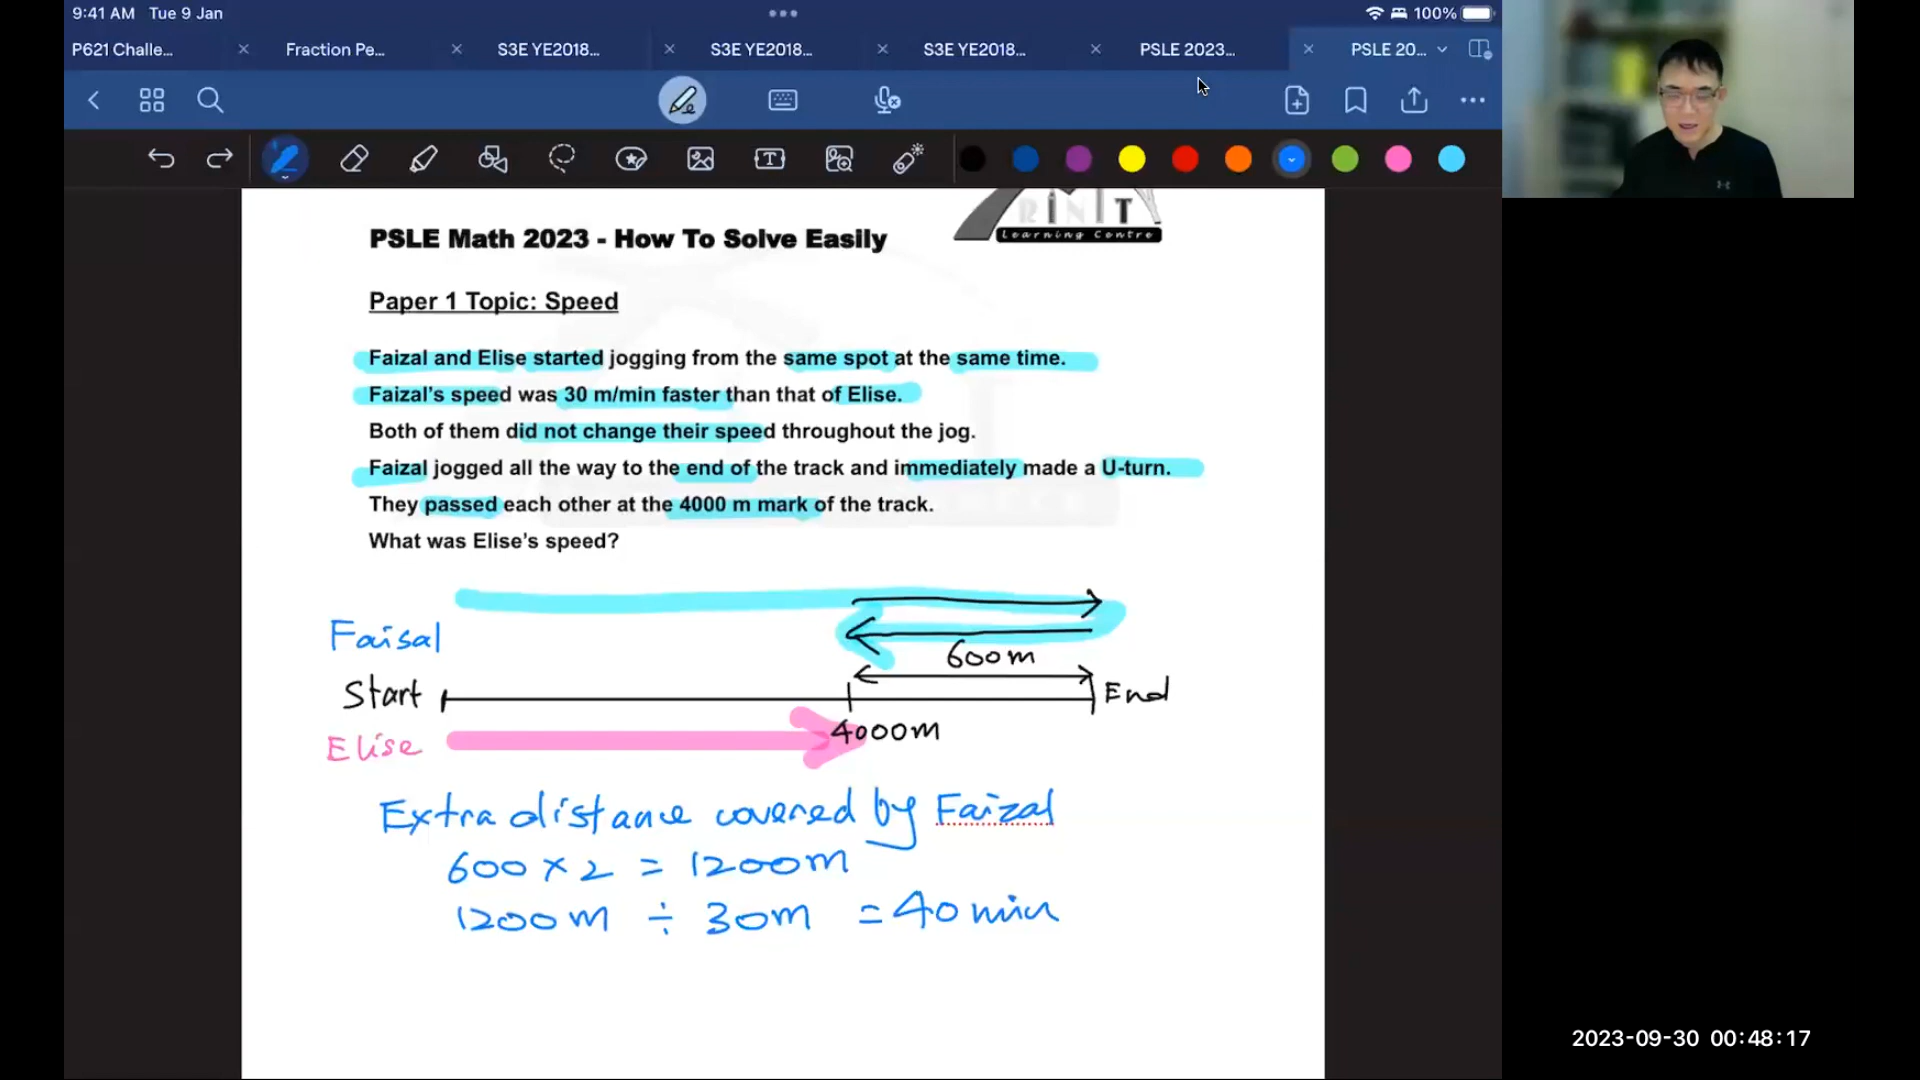 9:41 AM Tue 9 Jan
100%
P621 Challe...
Fraction Pe...
S3E YE2018...
S3E YE2018...
S3E YE2018...
PSLE 2023...
PSLE 20...
RINIT
Learning Centre
PSLE Math 2023 - How To Solve Easily
Paper 1 Topic: Speed
Faizal and Elise started jogging from the same spot at the same time.
Faizal's speed was 30 m/min faster than that of Elise.
Both of them did not change their speed throughout the jog.
Faizal jogged all the way to the end of the track and immediately made a U-turn.
They passed each other at the 4000 m mark of the track.
What was Elise's speed?
Faisal
600m
Start
End
4000m
Elise
Extra distance covered by Faizal
600 × 2 = 1200m
1200m ÷ 30m = 40 min
2023-09-30 00:48:17